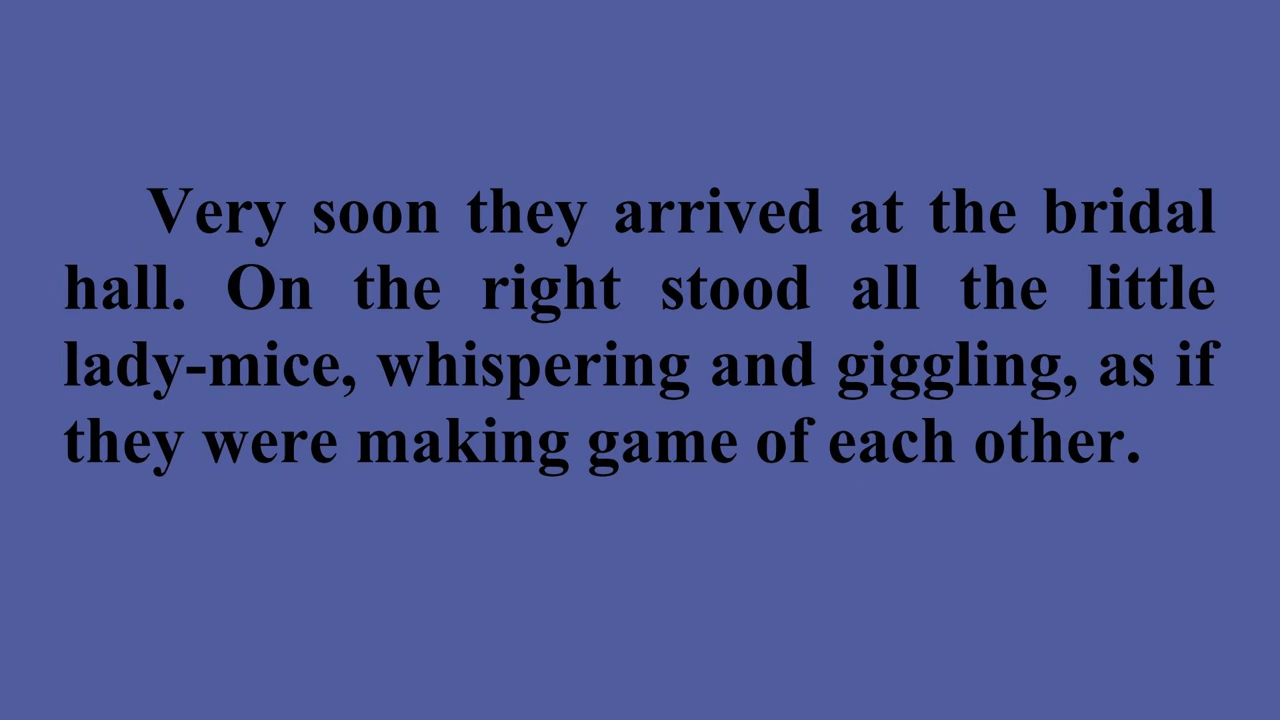 Very soon they arrived at the bridal
hall. On the right stood all the little
lady-mice, whispering and giggling, as if
they were making game of each other.